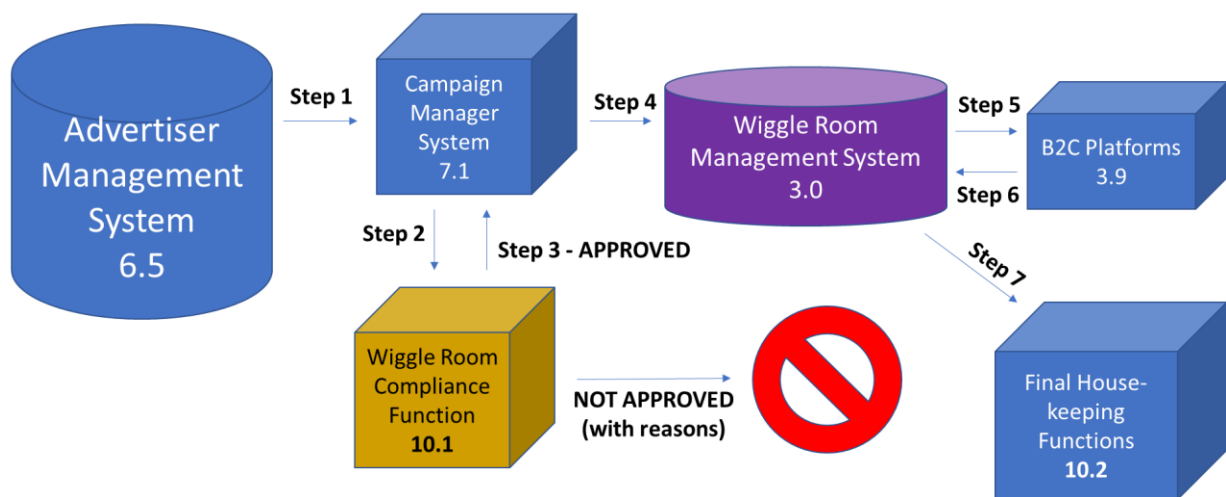 Advertiser
Management
System
6.5
Step 1
Campaign
Manager
System
7.1
Step 4
Wiggle Room
Management System
3.0
Step 5
B2C Platforms
3.9
Step 6
Step 2
Step 3 - APPROVED
Step 7
Wiggle Room
Compliance
Function
10.1
NOT APPROVED
(with reasons)
Final House-
keeping
Functions
10.2